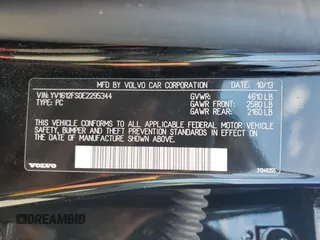 MFD BY VOLVO CAR CORPORATION 10/13
VIN: YV1612FS0E2295344 GVWR: 4610 LB
TYPE: PC GAWR FRONT: 2580 LB
GAWR REAR: 2160 LB
THIS VEHICLE CONFORMS TO ALL APPLICABLE
FEDERAL MOTOR VEHICLE SAFETY,
BUMPER, AND THEFT PREVENTION STANDARDS
IN EFFECT ON THE DATE OF MANUFACTURE
SHOWN ABOVE.
VOLVO
DREAMBID